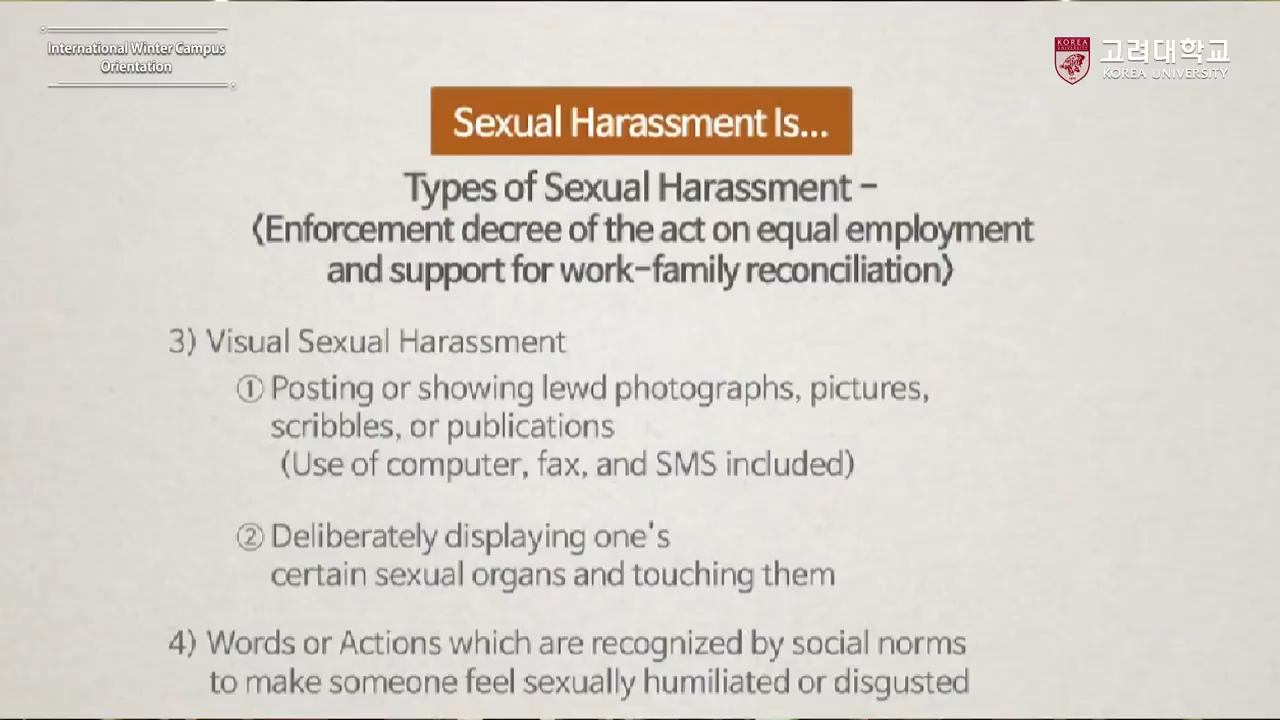 International Winter Campus
Orientation
KOREA
UNIVERSITY
고려대학교
KOREA UNIVERSITY
Sexual Harassment Is...
Types of Sexual Harassment -
〈Enforcement decree of the act on equal employment
and support for work-family reconciliation〉
3) Visual Sexual Harassment
① Posting or showing lewd photographs, pictures,
scribbles, or publications
(Use of computer, fax, and SMS included)
② Deliberately displaying one's
certain sexual organs and touching them
4) Words or Actions which are recognized by social norms
to make someone feel sexually humiliated or disgusted